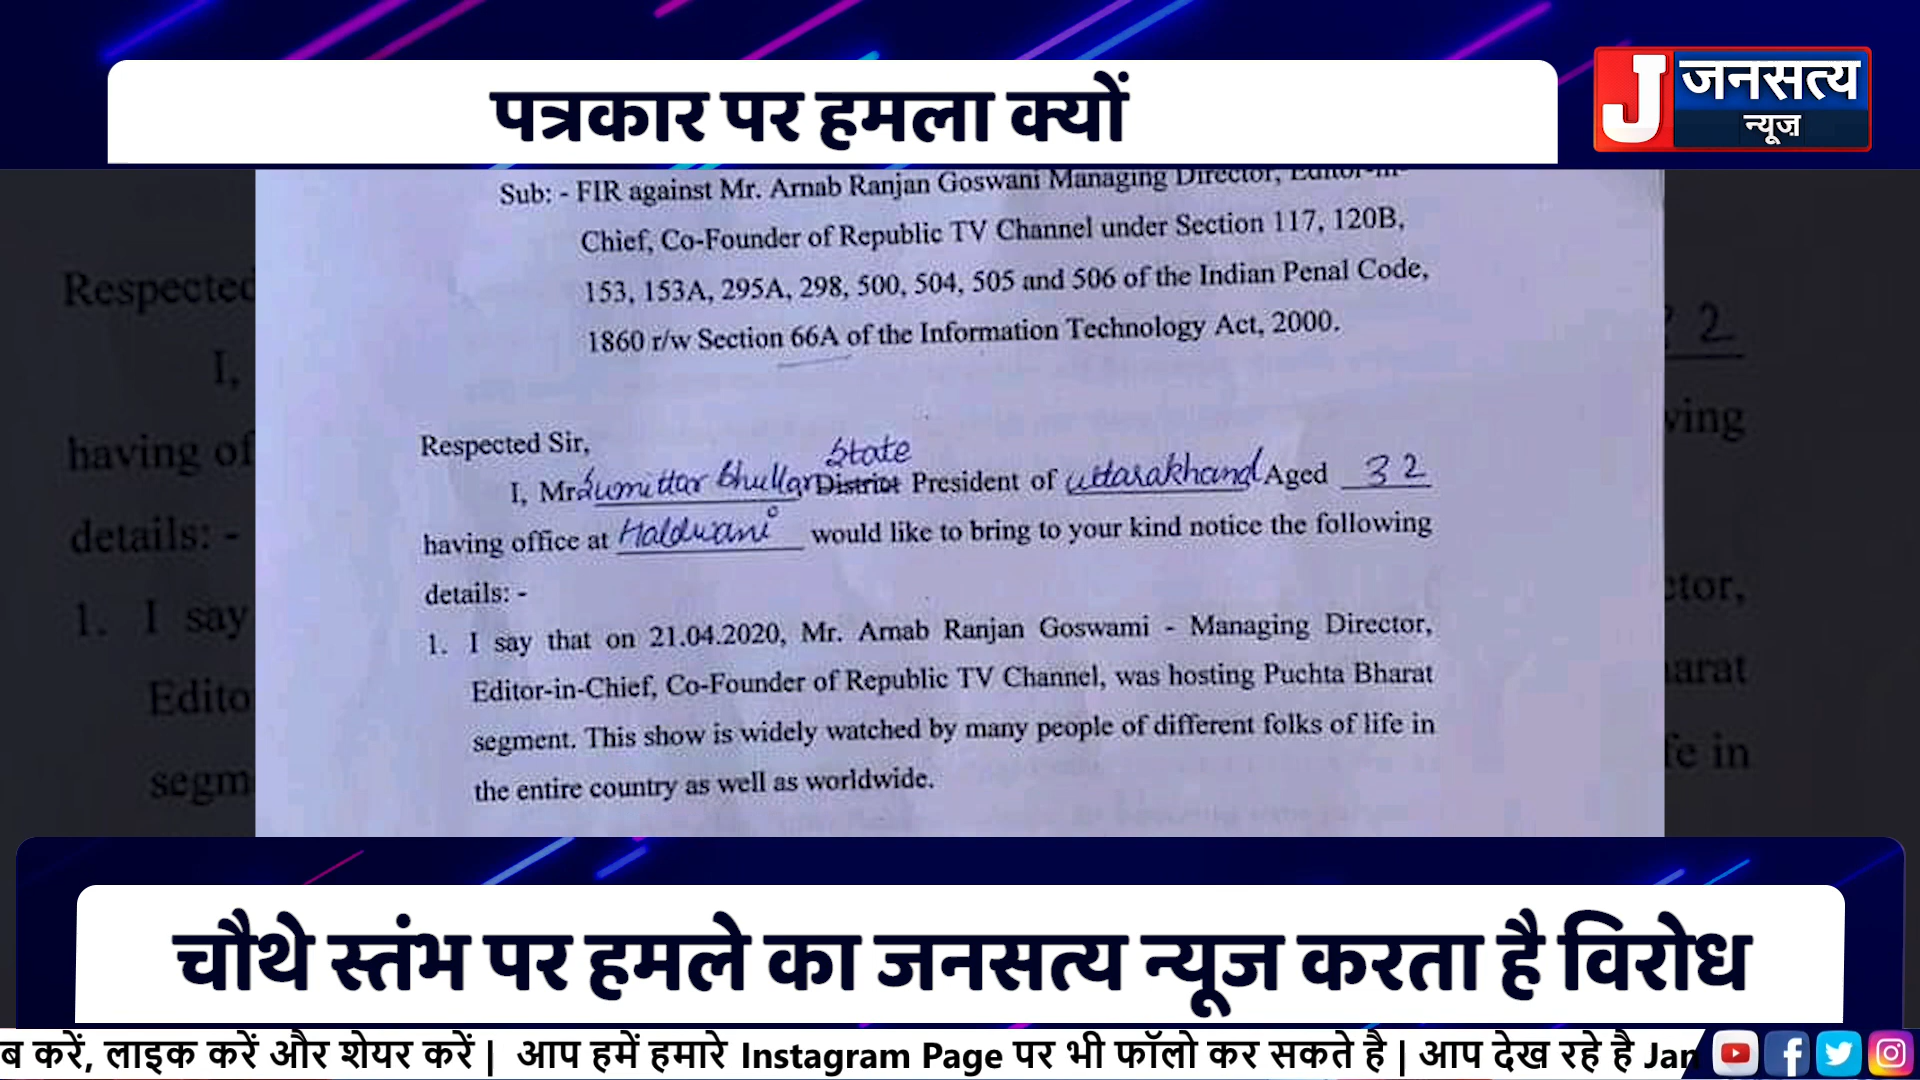 पत्रकार पर हमला क्यों
J जनसत्य
न्यूज़
Sub: - FIR against Mr. Arnab Ranjan Goswani Managing Director, Editor-in-
Chief, Co-Founder of Republic TV Channel under Section 117, 120B,
153, 153A, 295A, 298, 500, 504, 505 and 506 of the Indian Penal Code,
1860 r/w Section 66A of the Information Technology Act, 2000.
Respected Sir,
State
I, Mr Sumittar Bhullar District President of uttarakhand Aged 32
having office at Haldwani would like to bring to your kind notice the following
details: -
1. I say that on 21.04.2020, Mr. Arnab Ranjan Goswami - Managing Director,
Editor-in-Chief, Co-Founder of Republic TV Channel, was hosting Puchta Bharat
segment. This show is widely watched by many people of different folks of life in
the entire country as well as worldwide.
Respected
I,
having of
details: -
1. I say
Edito
segm
2
ving
ctor,
arat
fe in
चौथे स्तंभ पर हमले का जनसत्य न्यूज करता है विरोध
ब करें, लाइक करें और शेयर करें | आप हमें हमारे Instagram Page पर भी फॉलो कर सकते है | आप देख रहे है Jan